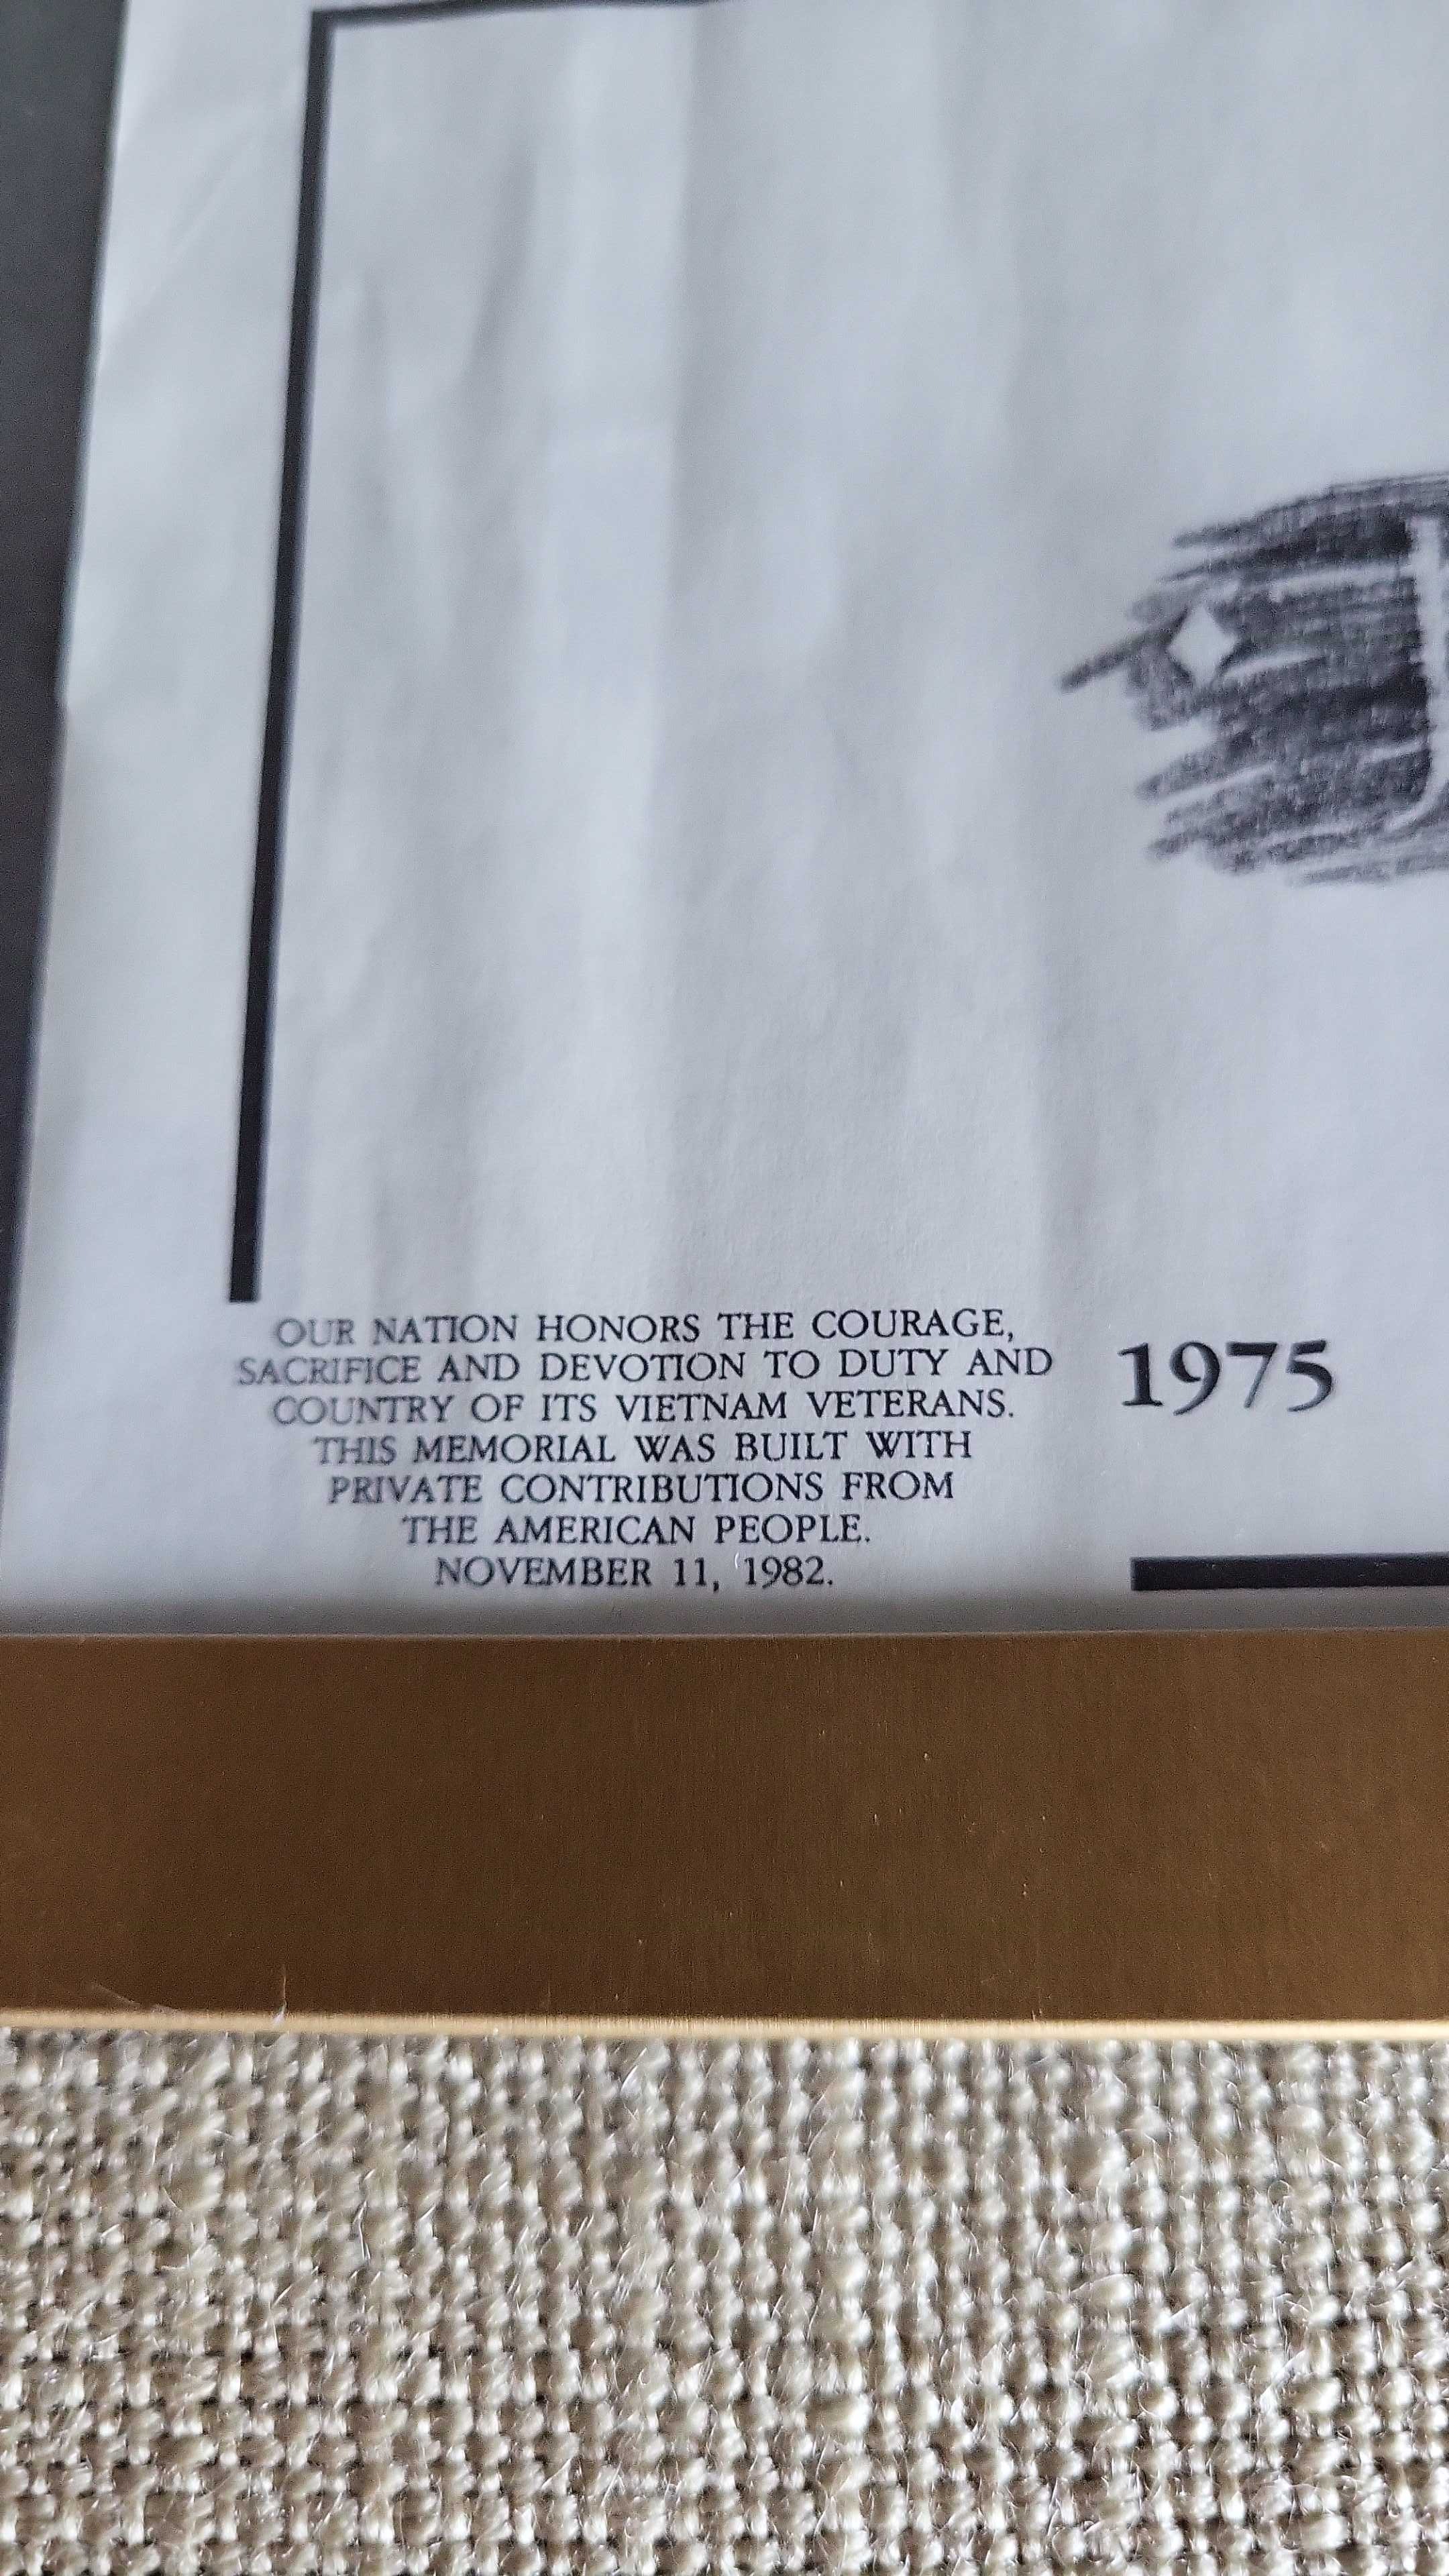 OUR NATION HONORS THE COURAGE,
SACRIFICE AND DEVOTION TO DUTY AND
COUNTRY OF ITS VIETNAM VETERANS.
THIS MEMORIAL WAS BUILT WITH
PRIVATE CONTRIBUTIONS FROM
THE AMERICAN PEOPLE.
NOVEMBER 11, 1982.
1975